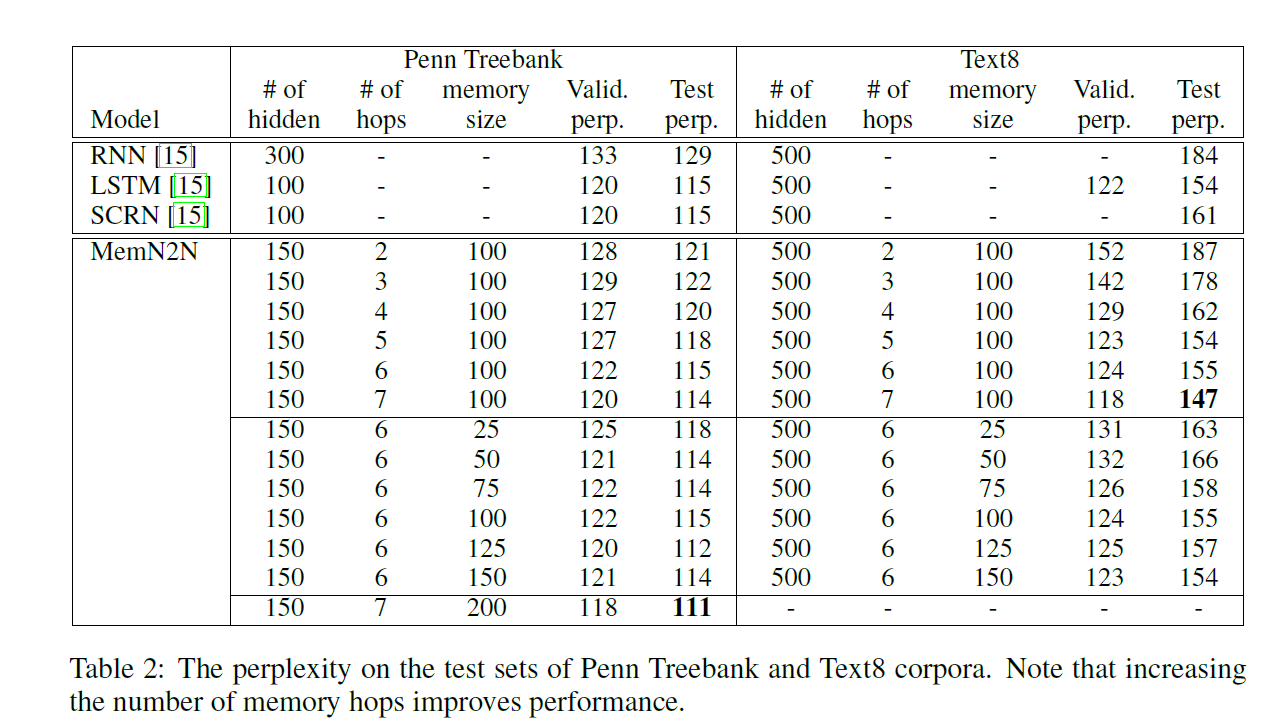 Penn Treebank Text8
# of # of memory Valid. Test # of # of memory Valid. Test
Model hidden hops size perp. perp. hidden hops size perp. perp.
RNN [15] 300 - - 133 129 500 - - - 184
LSTM [15] 100 - - 120 115 500 - - 122 154
SCRN [15] 100 - - 120 115 500 - - - 161
MemN2N 150 2 100 128 121 500 2 100 152 187
150 3 100 129 122 500 3 100 142 178
150 4 100 127 120 500 4 100 129 162
150 5 100 127 118 500 5 100 123 154
150 6 100 122 115 500 6 100 124 155
150 7 100 120 114 500 7 100 118 147
150 6 25 125 118 500 6 25 131 163
150 6 50 121 114 500 6 50 132 166
150 6 75 122 114 500 6 75 126 158
150 6 100 122 115 500 6 100 124 155
150 6 125 120 112 500 6 125 125 157
150 6 150 121 114 500 6 150 123 154
150 7 200 118 111 - - - - -
Table 2: The perplexity on the test sets of Penn Treebank and Text8 corpora. Note that increasing
the number of memory hops improves performance.